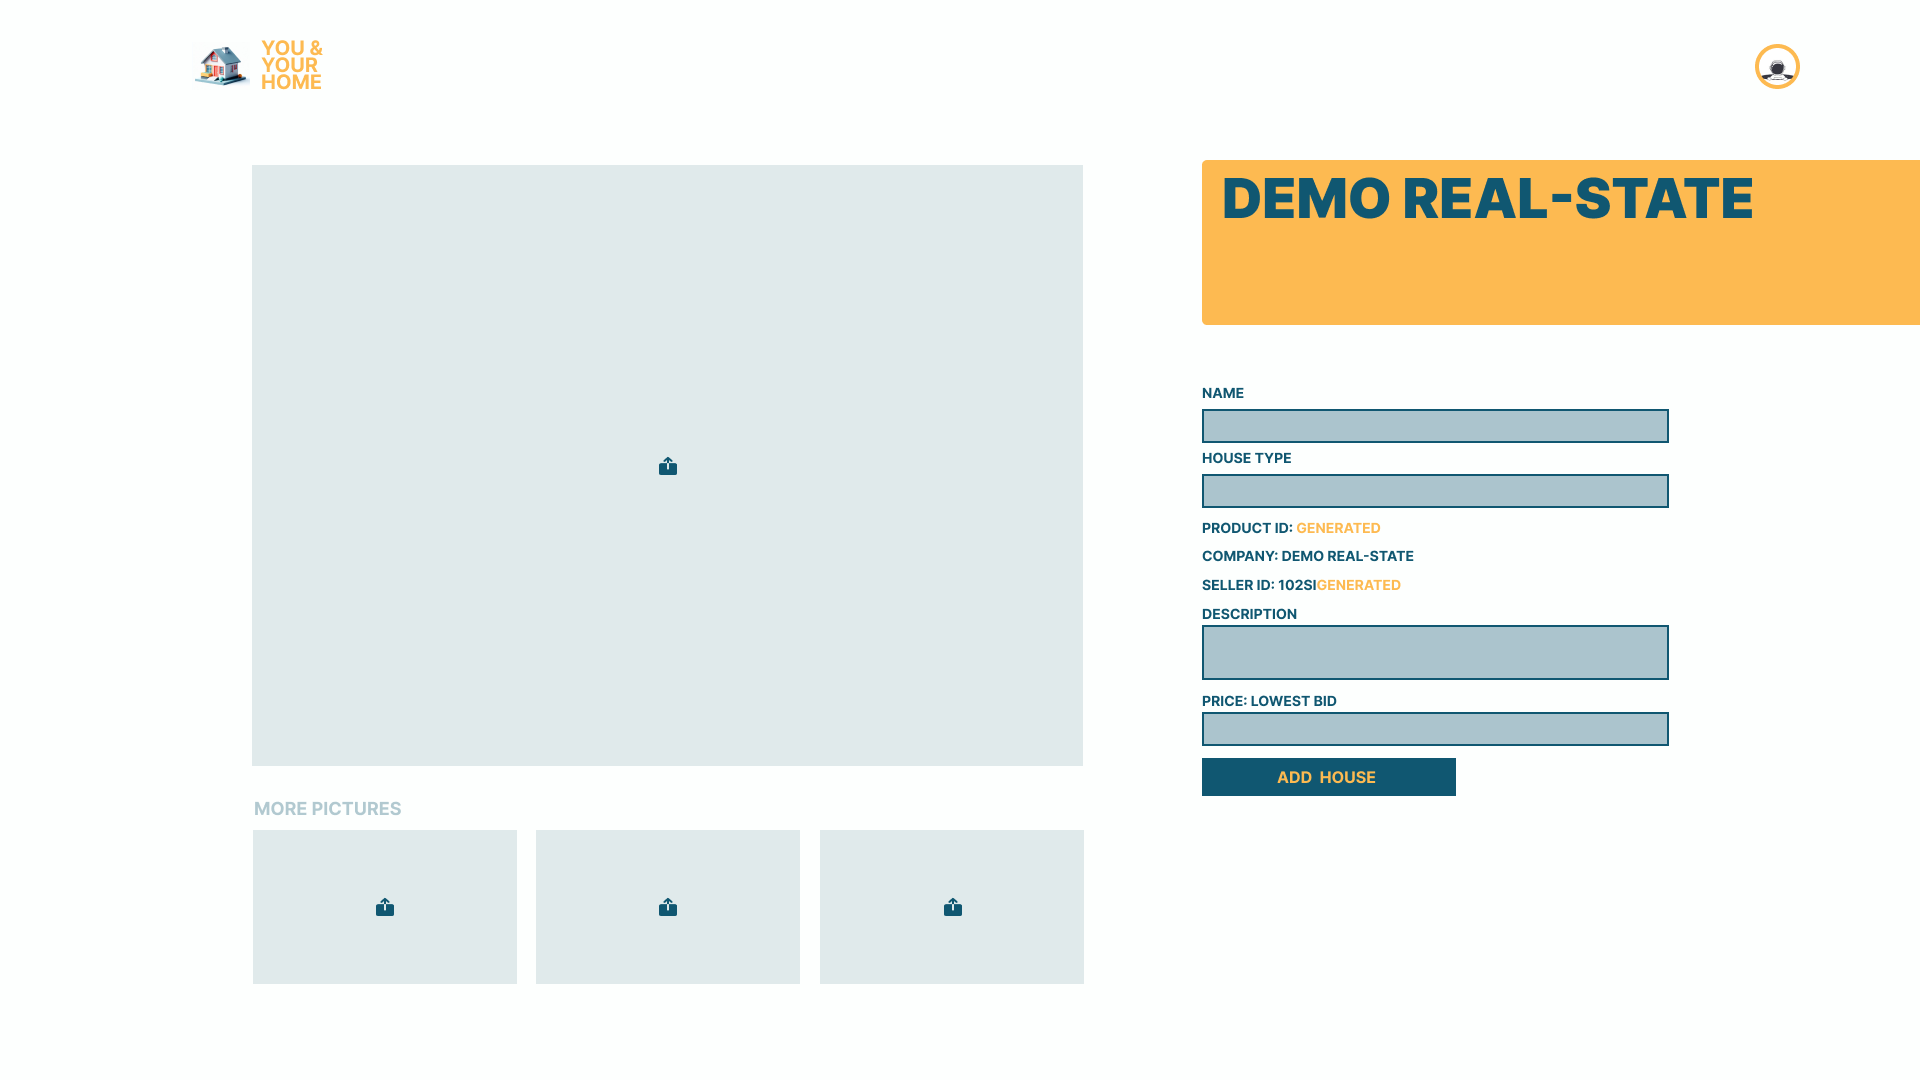 YOU &
YOUR
HOME
DEMO REAL-STATE
NAME
HOUSE TYPE
PRODUCT ID: GENERATED
COMPANY: DEMO REAL-STATE
SELLER ID: 102SIGENERATED
DESCRIPTION
PRICE: LOWEST BID
ADD HOUSE
MORE PICTURES